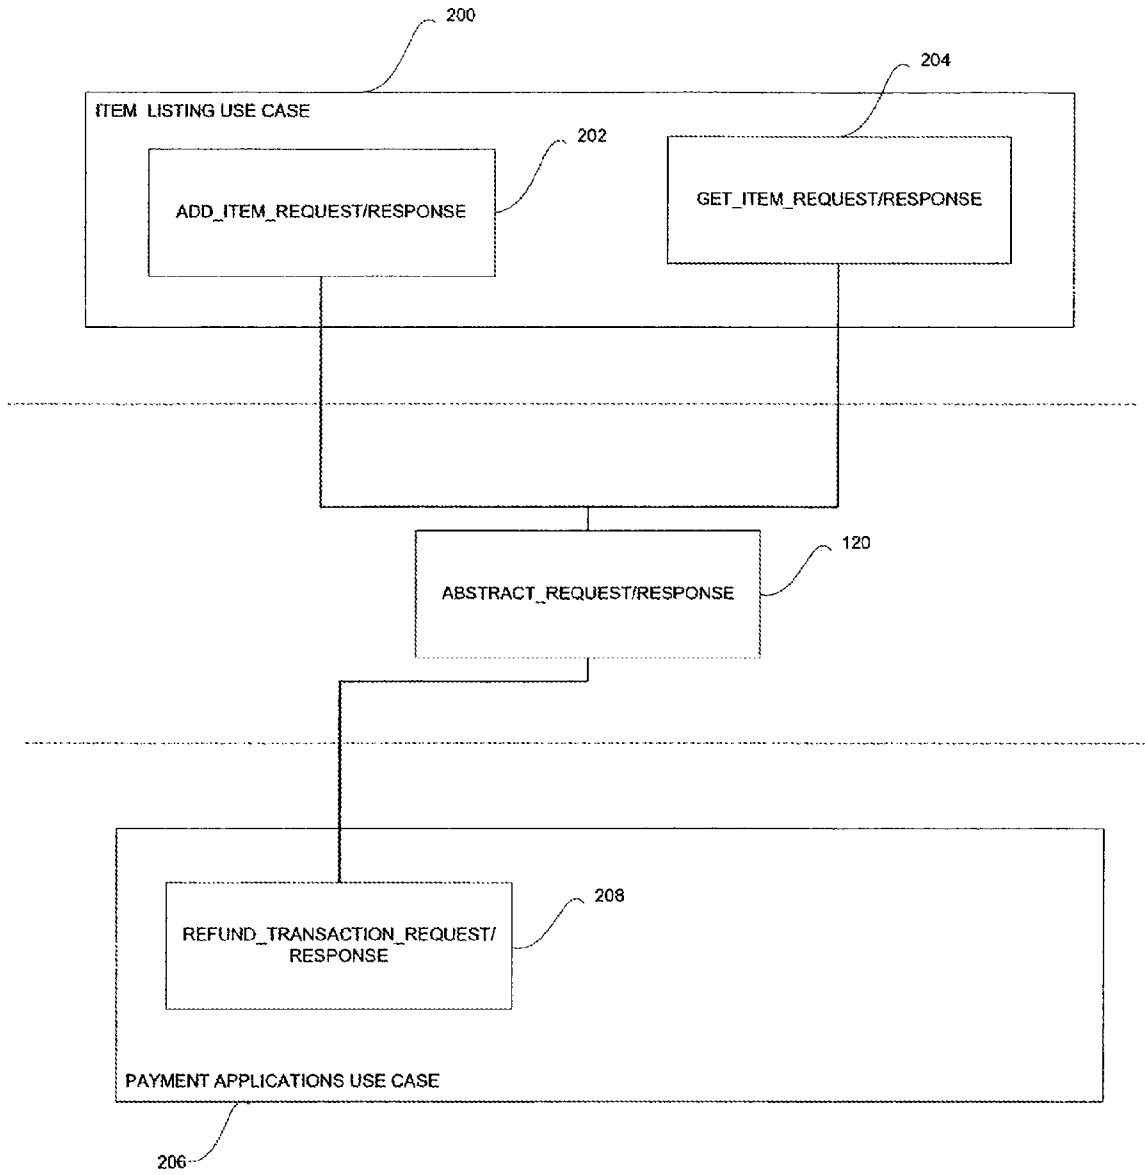 200
204
ITEM LISTING USE CASE
202
ADD_ITEM_REQUEST/RESPONSE
GET_ITEM_REQUEST/RESPONSE
120
ABSTRACT_REQUEST/RESPONSE
208
REFUND_TRANSACTION_REQUEST/
RESPONSE
PAYMENT APPLICATIONS USE CASE
206